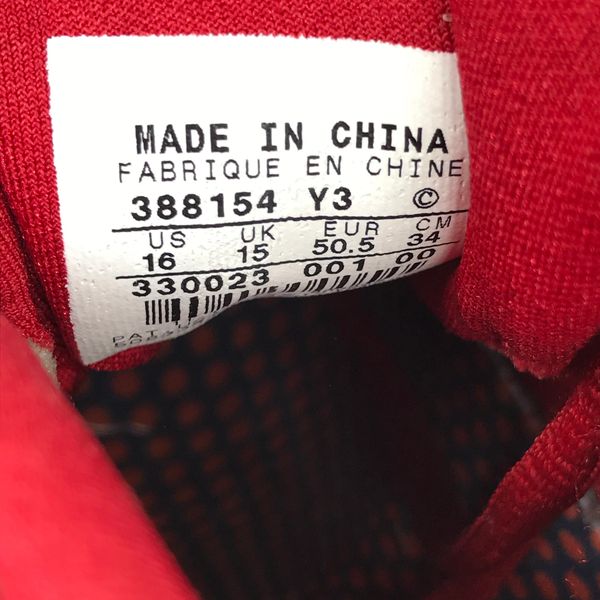 MADE IN CHINA
FABRIQUE EN CHINE
388154 Y3 ©
US UK EUR CM
16 15 50.5 34
330023 001 00